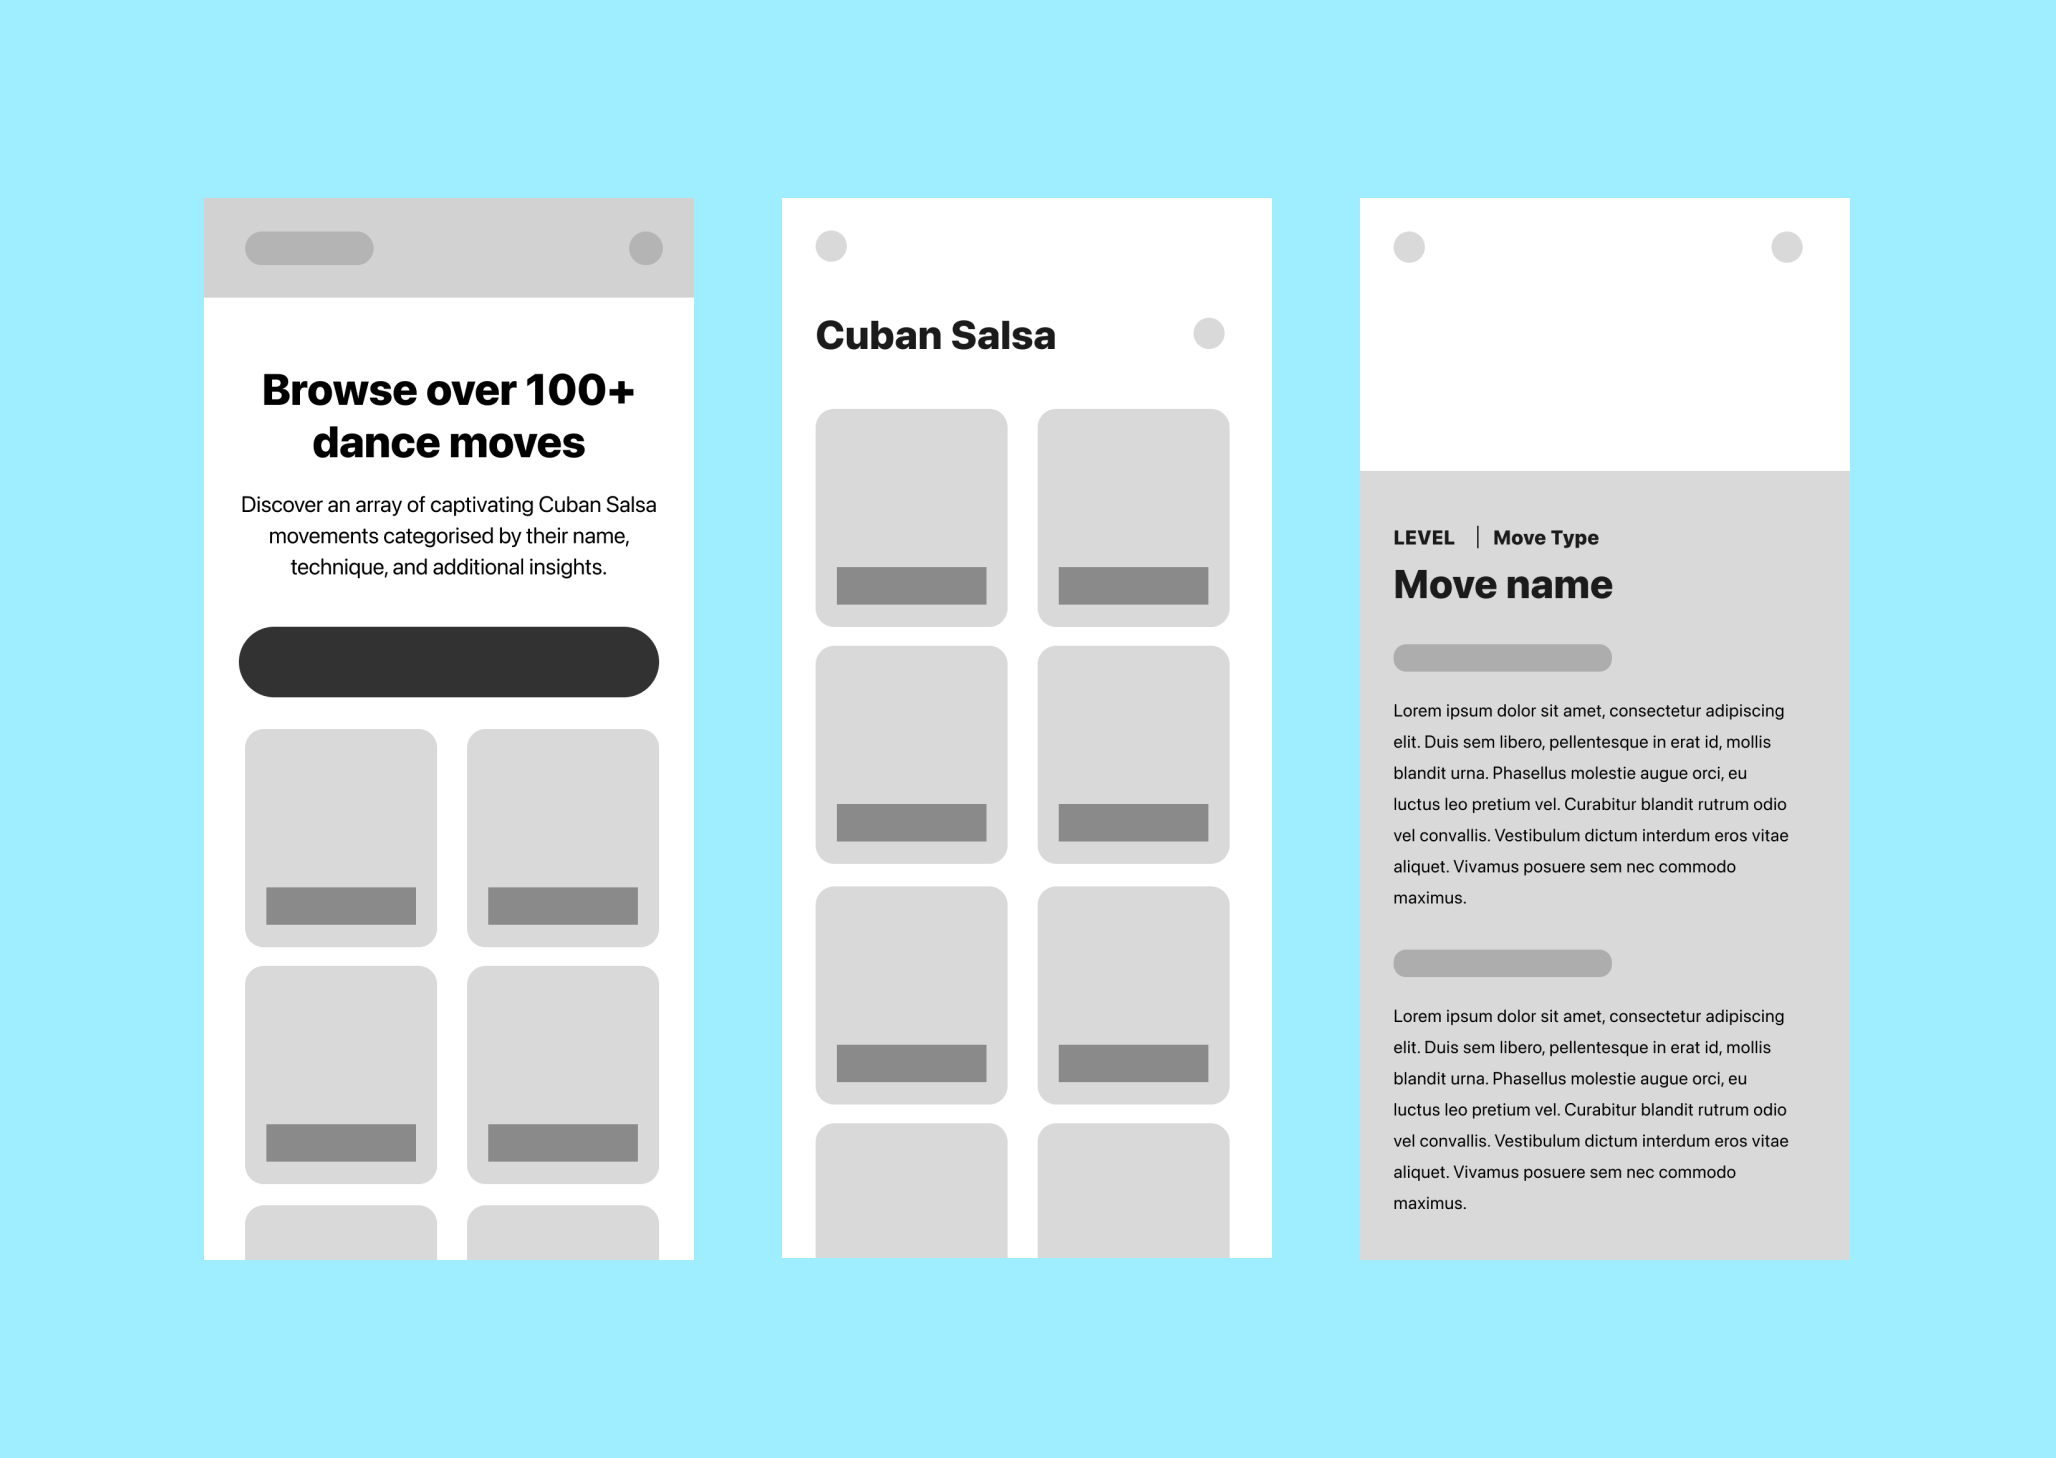 Browse over 100+
dance moves
Discover an array of captivating Cuban Salsa
movements categorised by their name,
technique, and additional insights.
Cuban Salsa
LEVEL | Move Type
Move name
Lorem ipsum dolor sit amet, consectetur adipiscing
elit. Duis sem libero, pellentesque in erat id, mollis
blandit urna. Phasellus molestie augue orci, eu
luctus leo pretium vel. Curabitur blandit rutrum odio
vel convallis. Vestibulum dictum interdum eros vitae
aliquet. Vivamus posuere sem nec commodo
maximus.
Lorem ipsum dolor sit amet, consectetur adipiscing
elit. Duis sem libero, pellentesque in erat id, mollis
blandit urna. Phasellus molestie augue orci, eu
luctus leo pretium vel. Curabitur blandit rutrum odio
vel convallis. Vestibulum dictum interdum eros vitae
aliquet. Vivamus posuere sem nec commodo
maximus.